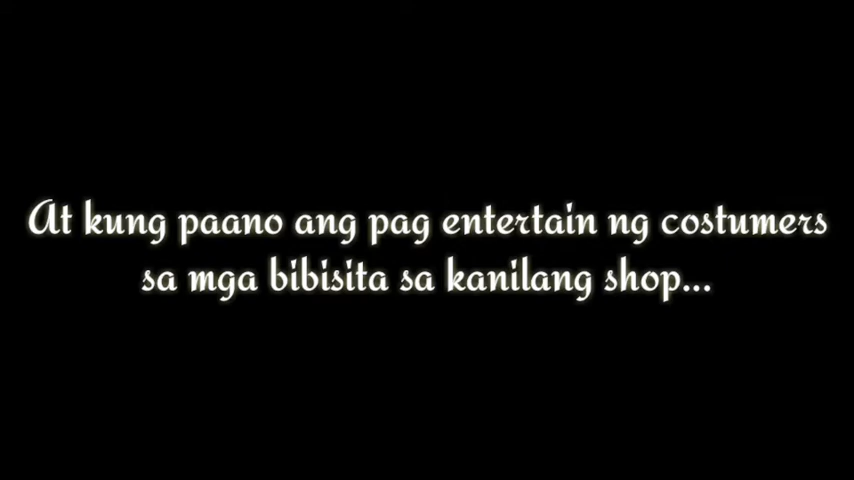 At kung paano ang pag entertain ng costumers
sa mga bibisita sa kanilang shop...